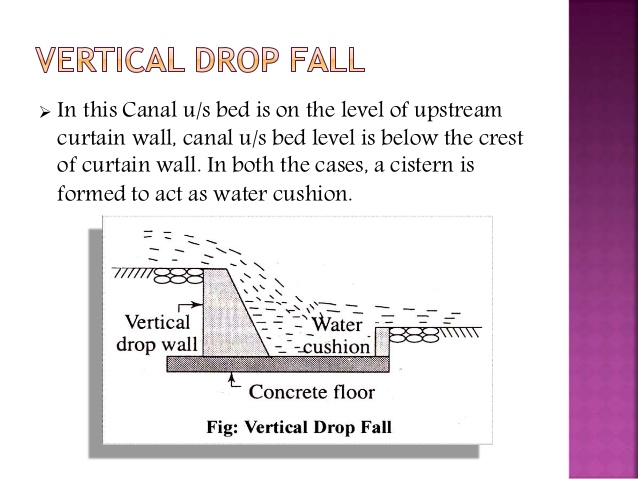 VERTICAL DROP FALL
➢ In this Canal u/s bed is on the level of upstream
curtain wall, canal u/s bed level is below the crest
of curtain wall. In both the cases, a cistern is
formed to act as water cushion.
Vertical
drop wall
Water
cushion
Concrete floor
Fig: Vertical Drop Fall